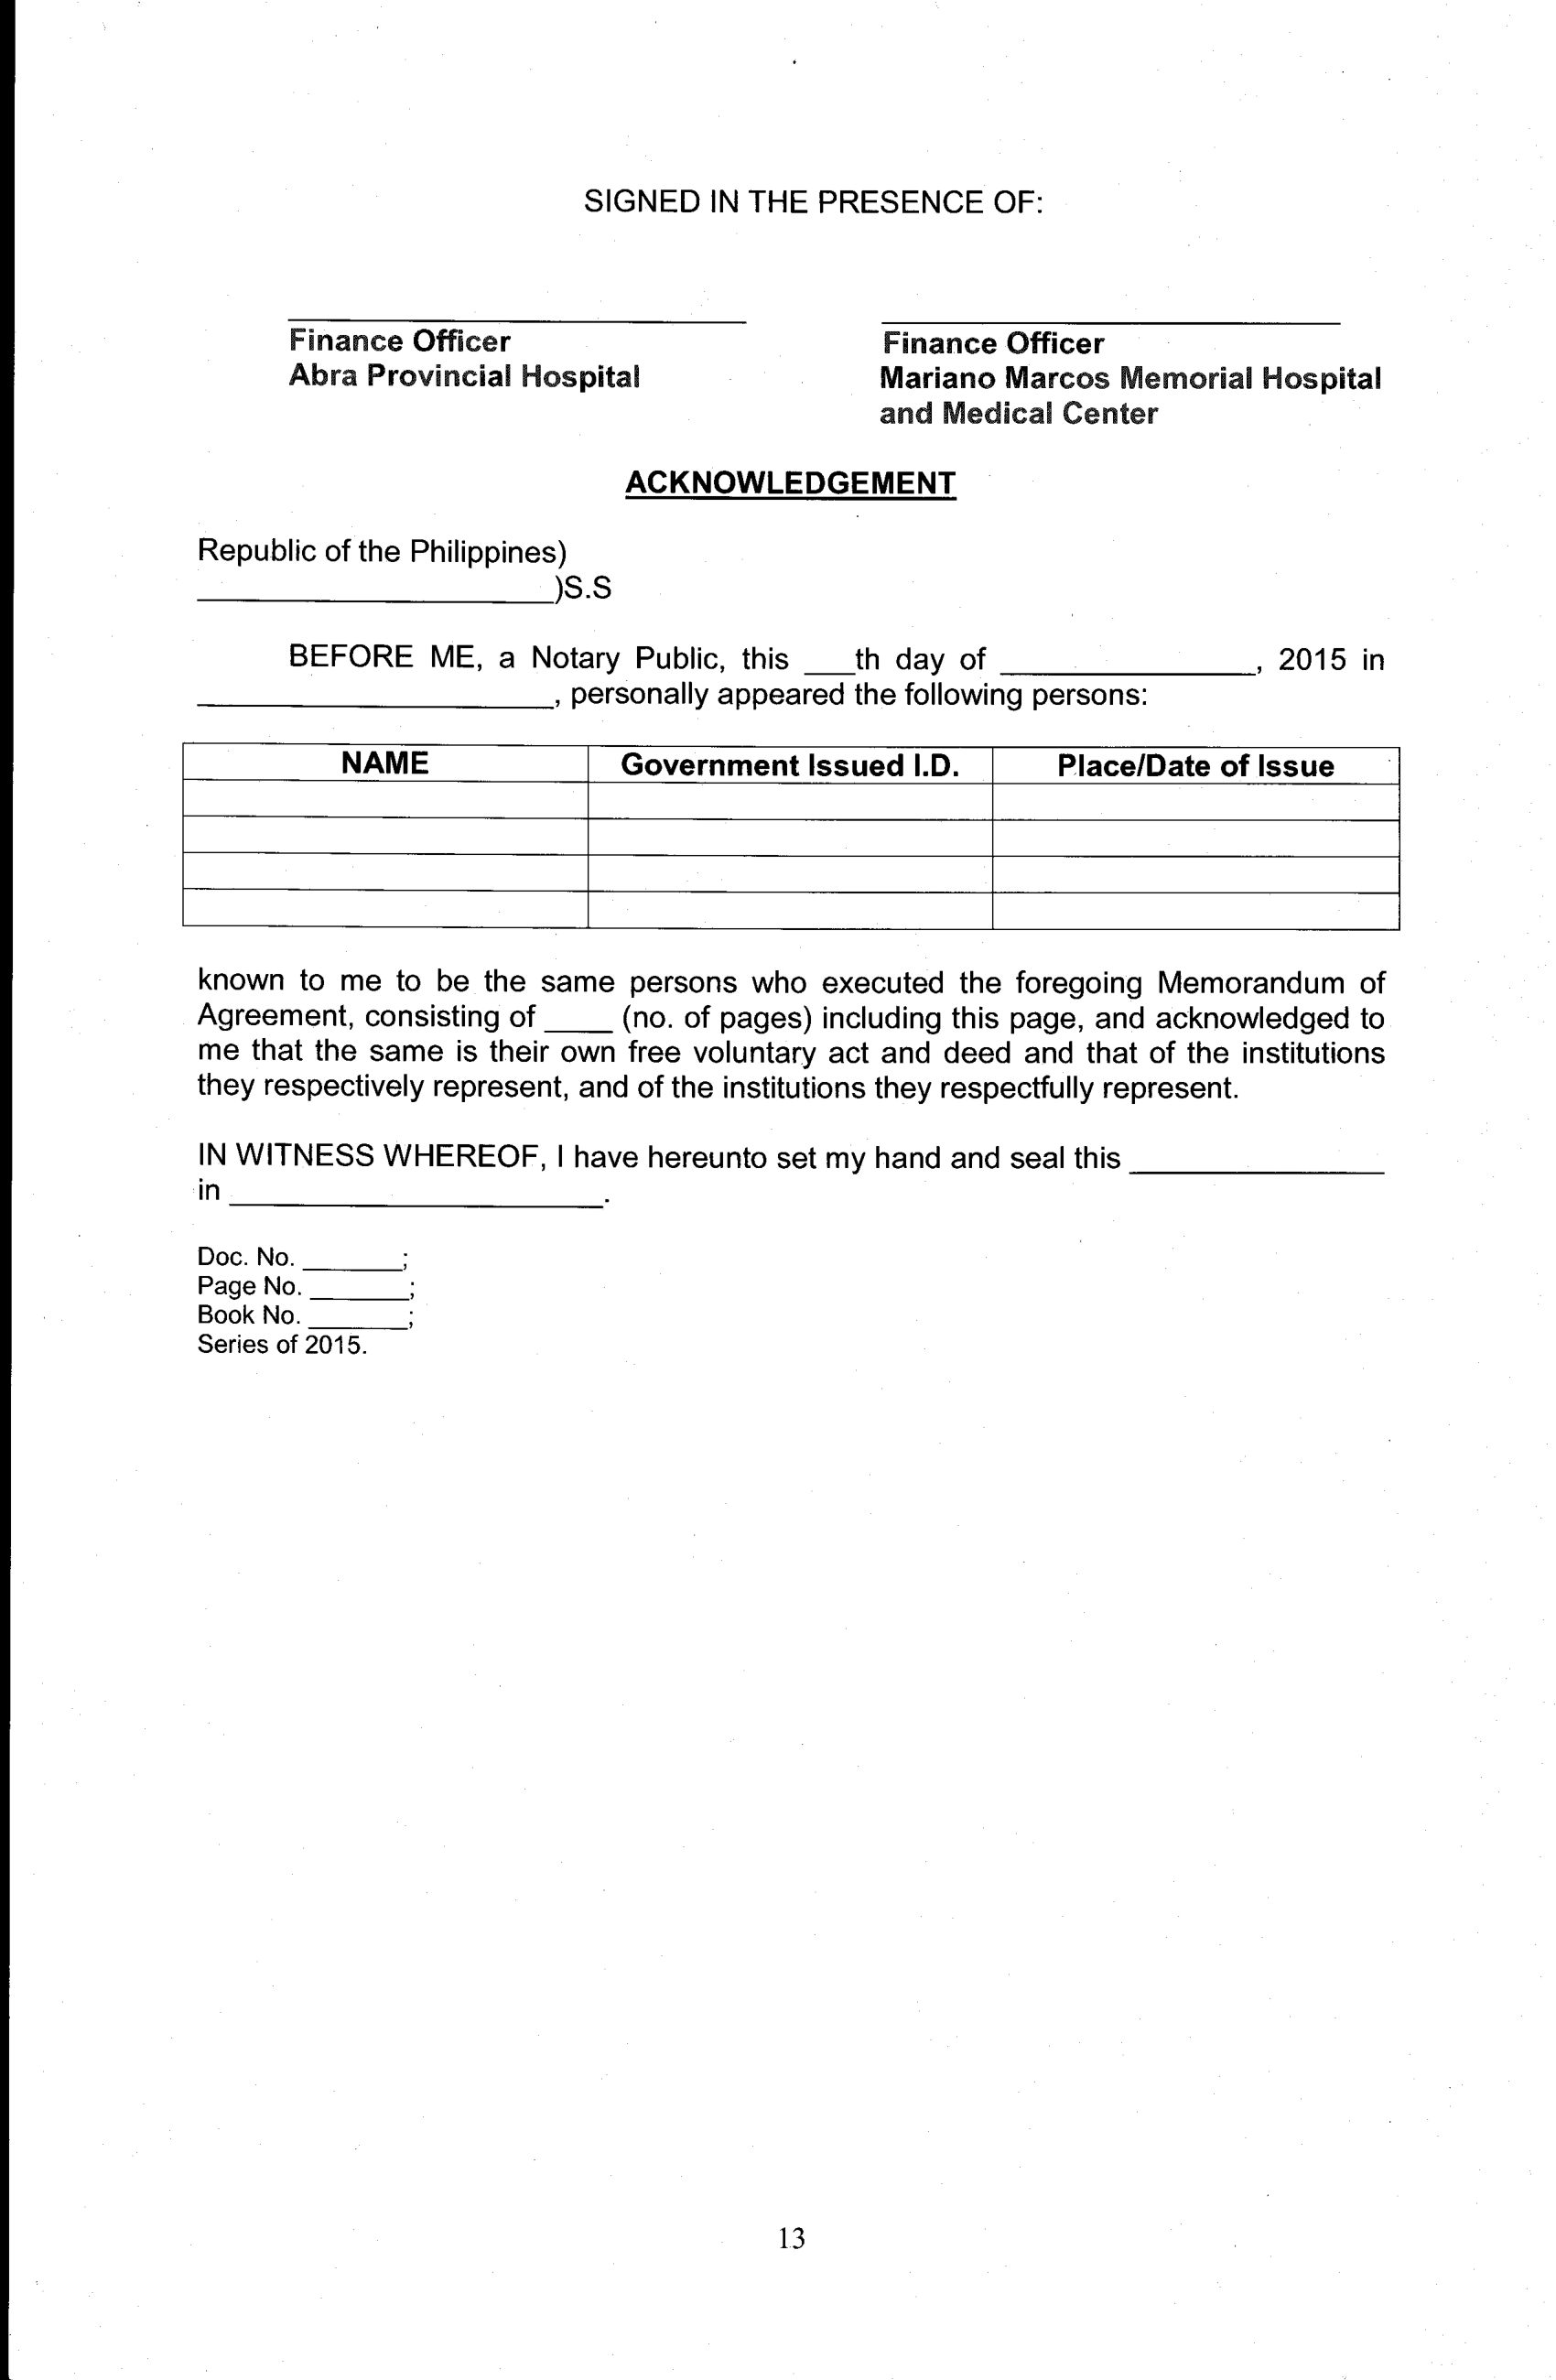 SIGNED IN THE PRESENCE OF:
Finance Officer
Abra Provincial Hospital
Finance Officer
Mariano Marcos Memorial Hospital
and Medical Center
ACKNOWLEDGEMENT
Republic of the Philippines)
_____________________)S.S
BEFORE ME, a Notary Public, this ___th day of _______________, 2015 in
_____________________, personally appeared the following persons:
NAME Government Issued I.D. Place/Date of Issue
known to me to be the same persons who executed the foregoing Memorandum of
Agreement, consisting of ____ (no. of pages) including this page, and acknowledged to
me that the same is their own free voluntary act and deed and that of the institutions
they respectively represent, and of the institutions they respectfully represent.
IN WITNESS WHEREOF, I have hereunto set my hand and seal this _______________
in ______________________.
Doc. No. _______;
Page No. _______;
Book No. _______;
Series of 2015.
13